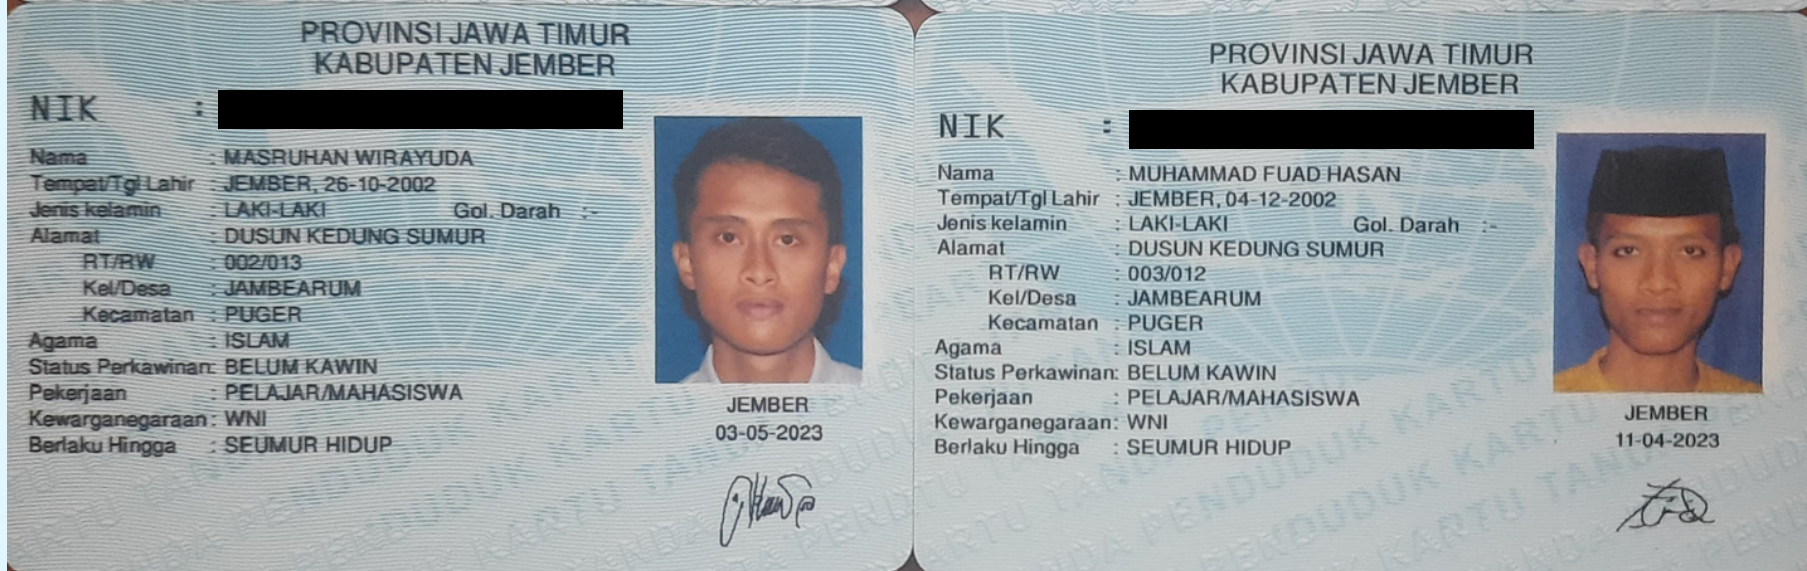 PROVINSI JAWA TIMUR
KABUPATEN JEMBER
NIK :
Nama : MASRUHAN WIRAYUDA
Tempat/Tgl Lahir : JEMBER, 26-10-2002
Jenis kelamin : LAKI-LAKI Gol. Darah :-
Alamat : DUSUN KEDUNG SUMUR
RT/RW : 002/013
Kel/Desa : JAMBEARUM
Kecamatan : PUGER
Agama : ISLAM
Status Perkawinan: BELUM KAWIN
Pekerjaan : PELAJAR/MAHASISWA
Kewarganegaraan: WNI
Berlaku Hingga : SEUMUR HIDUP
JEMBER
03-05-2023
PROVINSI JAWA TIMUR
KABUPATEN JEMBER
NIK :
Nama : MUHAMMAD FUAD HASAN
Tempat/Tgl Lahir : JEMBER, 04-12-2002
Jenis kelamin : LAKI-LAKI Gol. Darah :-
Alamat : DUSUN KEDUNG SUMUR
RT/RW : 003/012
Kel/Desa : JAMBEARUM
Kecamatan : PUGER
Agama : ISLAM
Status Perkawinan: BELUM KAWIN
Pekerjaan : PELAJAR/MAHASISWA
Kewarganegaraan: WNI
Berlaku Hingga : SEUMUR HIDUP
JEMBER
11-04-2023